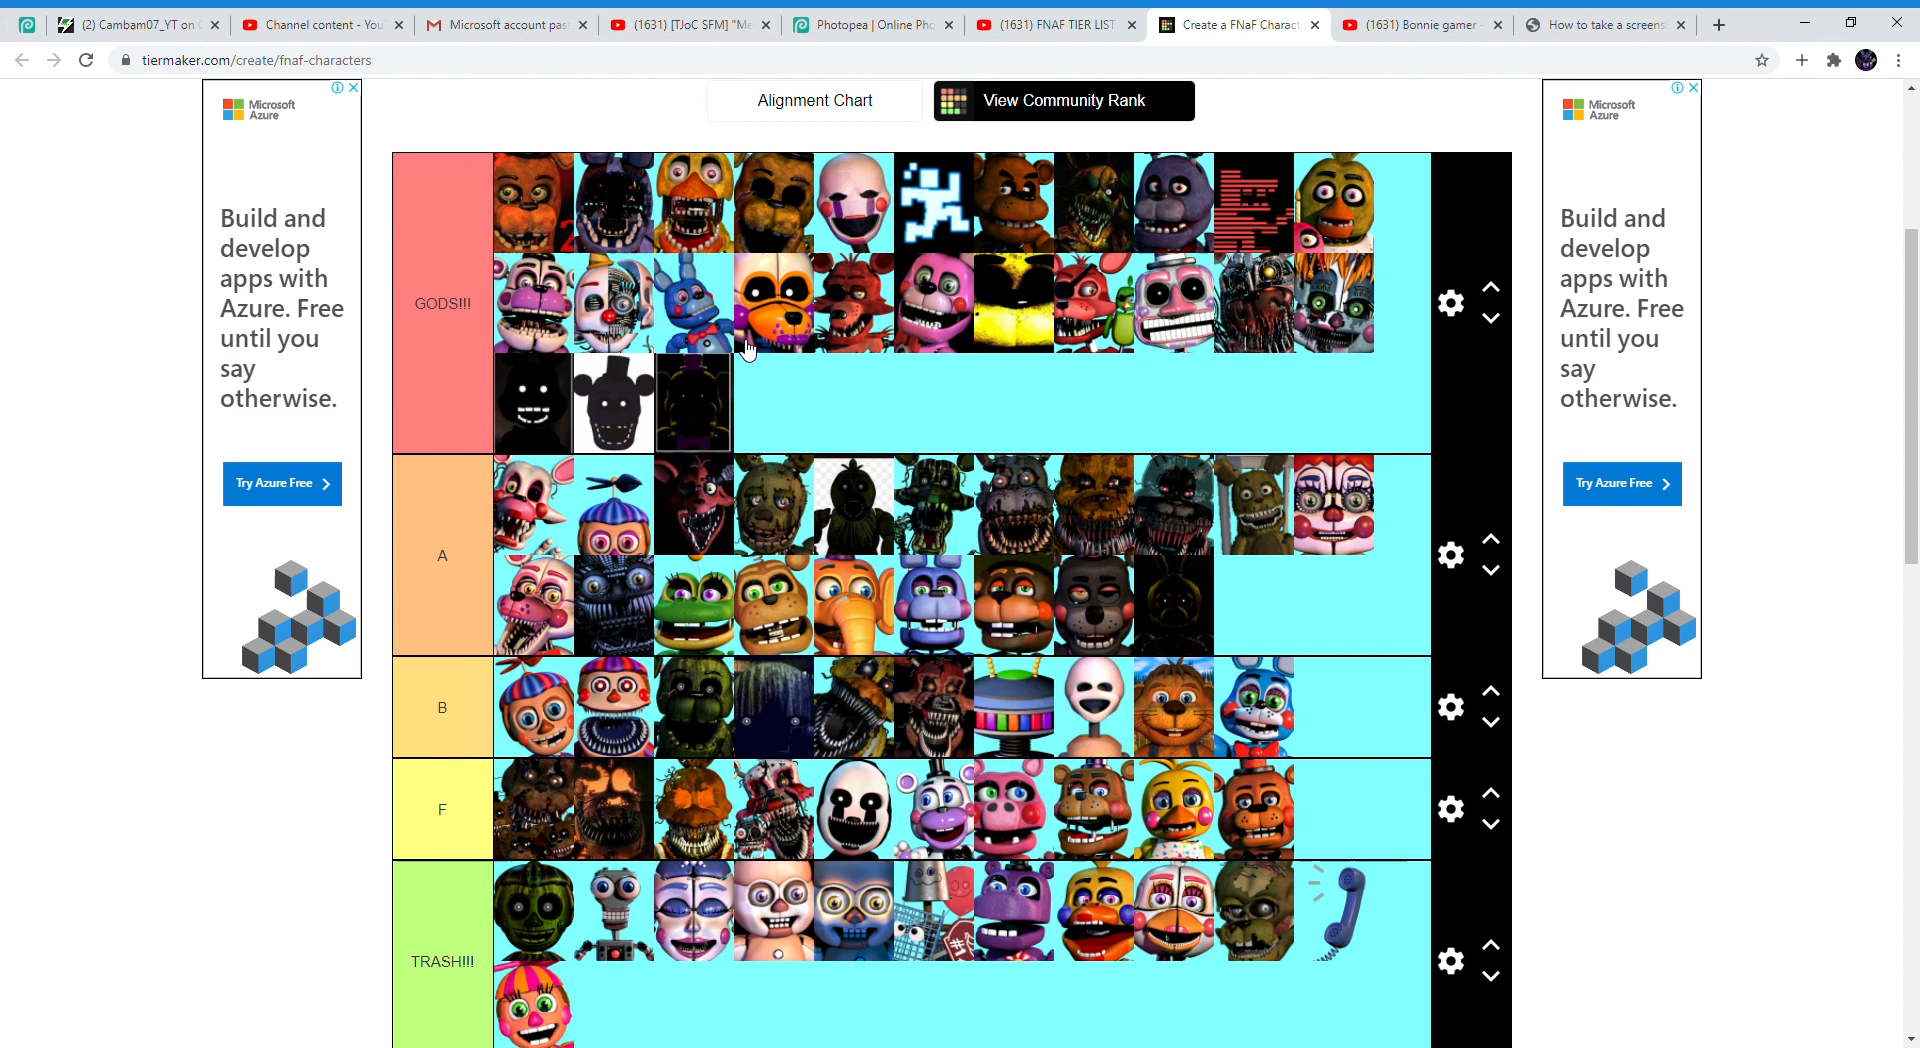 (2) Cambam07_YT on
Channel content - You
Microsoft account pas
(1631) [TJoC SFM] "Me
Photopea | Online Pho
(1631) FNAF TIER LIST
Create a FNaF Charact
(1631) Bonnie gamer -
How to take a screens
tiermaker.com/create/fnaf-characters
Alignment Chart
View Community Rank
Microsoft
Azure
Build and
develop
apps with
Azure. Free
until you
say
otherwise.
Try Azure Free
Microsoft
Azure
Build and
develop
apps with
Azure. Free
until you
say
otherwise.
Try Azure Free
GODS!!!
2
A
B
F
TRASH!!!
#1